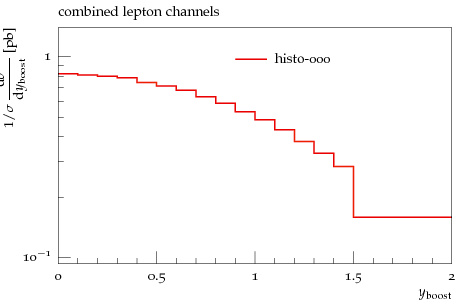 combined lepton channels
1/σ dσ/dy_boost [pb]
1
histo-000
10⁻¹
0 0.5 1 1.5 2
y_boost